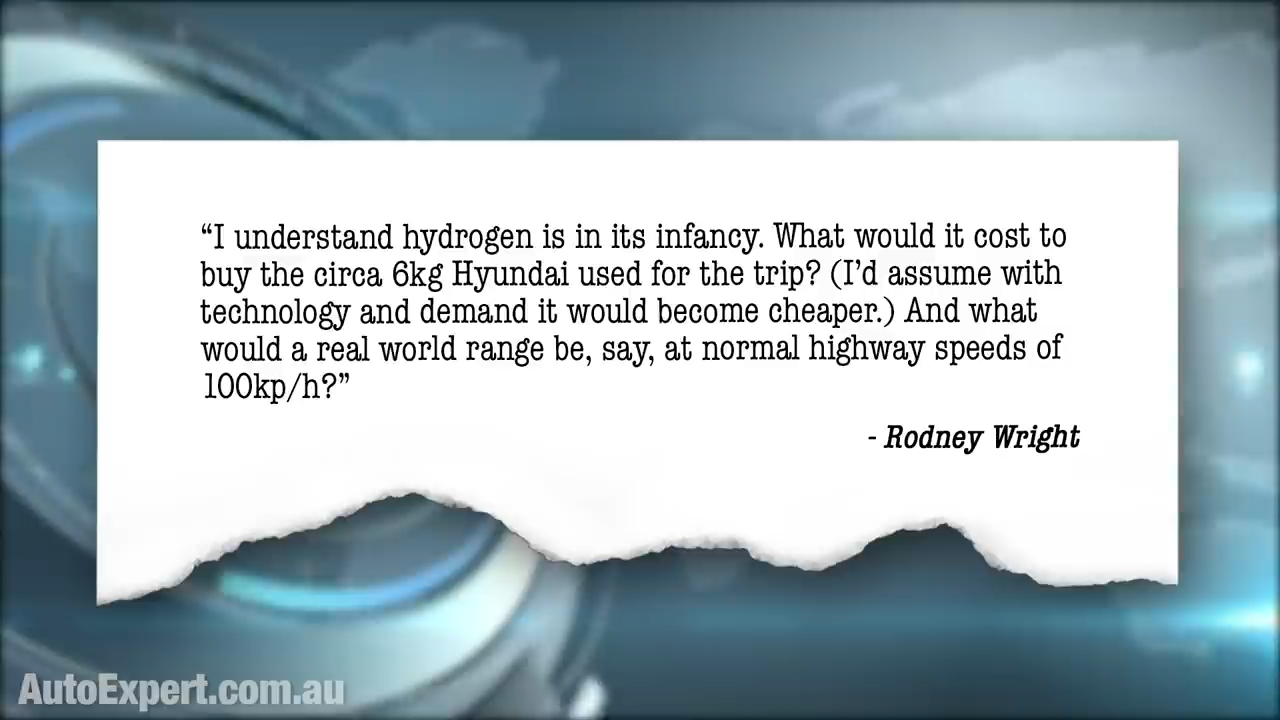 “I understand hydrogen is in its infancy. What would it cost to
buy the circa 6kg Hyundai used for the trip? (I’d assume with
technology and demand it would become cheaper.) And what
would a real world range be, say, at normal highway speeds of
100kp/h?”
- Rodney Wright
AutoExpert.com.au